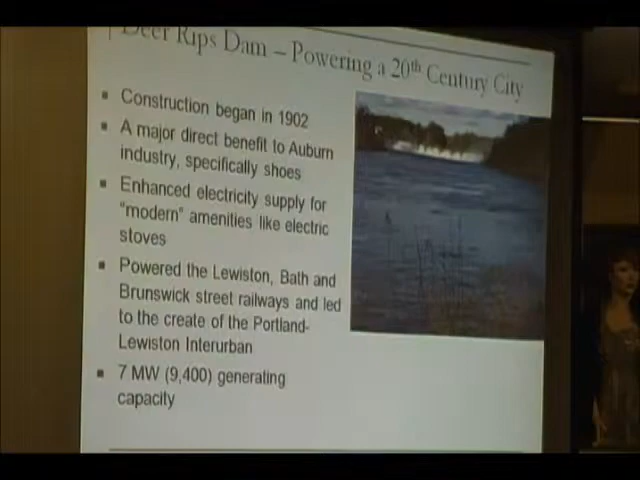 Deer Rips Dam – Powering a 20th Century City
▪ Construction began in 1902
▪ A major direct benefit to Auburn
industry, specifically shoes
▪ Enhanced electricity supply for
"modern" amenities like electric
stoves
▪ Powered the Lewiston, Bath and
Brunswick street railways and led
to the create of the Portland-
Lewiston Interurban
▪ 7 MW (9,400) generating
capacity